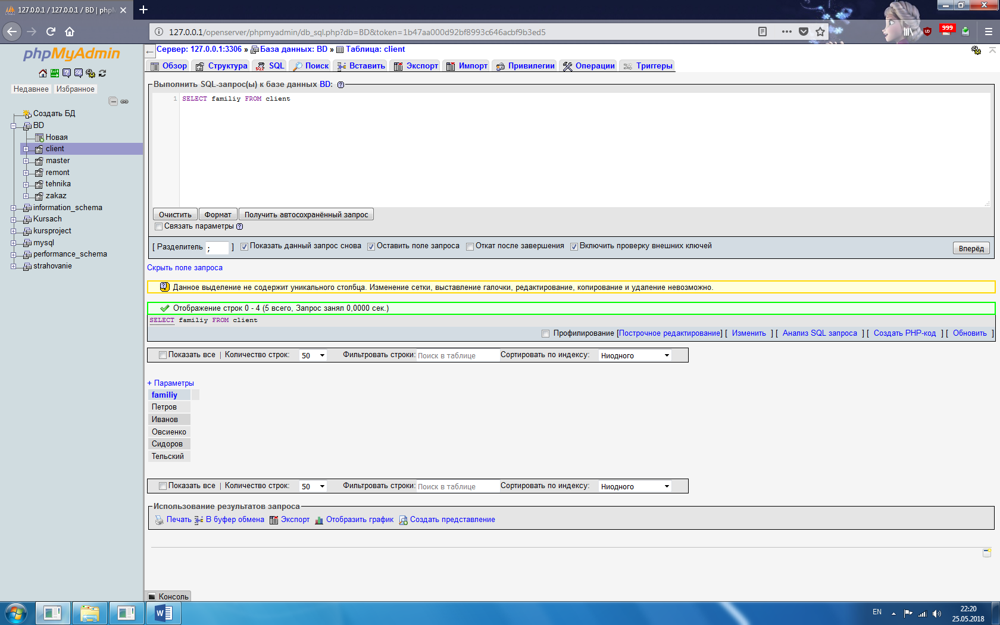 127.0.0.1 / 127.0.0.1 / BD | phpM
127.0.0.1/openserver/phpmyadmin/db_sql.php?db=BD&token=1b47aa000d92bf8993c646acbf9b3ed5
999
phpMyAdmin
Недавнее Избранное
Создать БД
BD
Новая
client
master
remont
tehnika
zakaz
information_schema
Kursach
kursproject
mysql
performance_schema
strahovanie
Сервер: 127.0.0.1:3306 » База данных: BD » Таблица: client
Обзор Структура SQL Поиск Вставить Экспорт Импорт Привилегии Операции Триггеры
Выполнить SQL-запрос(ы) к базе данных BD:
1 SELECT familiy FROM client
Очистить Формат Получить автосохранённый запрос
Связать параметры
[ Разделитель ; ] Показать данный запрос снова Оставить поле запроса Откат после завершения Включить проверку внешних ключей Вперёд
Скрыть поле запроса
Данное выделение не содержит уникального столбца. Изменение сетки, выставление галочки, редактирование, копирование и удаление невозможно.
Отображение строк 0 - 4 (5 всего, Запрос занял 0,0000 сек.)
SELECT familiy FROM client
Профилирование [Построчное редактирование] [ Изменить ] [ Анализ SQL запроса ] [ Создать PHP-код ] [ Обновить ]
Показать все | Количество строк: 50 Фильтровать строки: Поиск в таблице Сортировать по индексу: Ниодного
+ Параметры
familiy
Петров
Иванов
Овсиенко
Сидоров
Тельский
Показать все | Количество строк: 50 Фильтровать строки: Поиск в таблице Сортировать по индексу: Ниодного
Использование результатов запроса
Печать В буфер обмена Экспорт Отобразить график Создать представление
Консоль
EN
22:20
25.05.2018